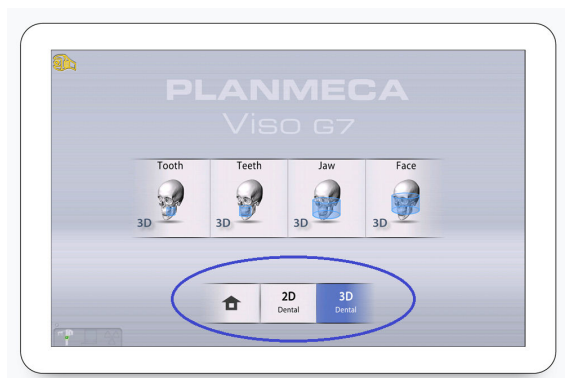 PLANMECA
VISO G7
Tooth Teeth Jaw Face
3D 3D 3D 3D
2D 3D
Dental Dental